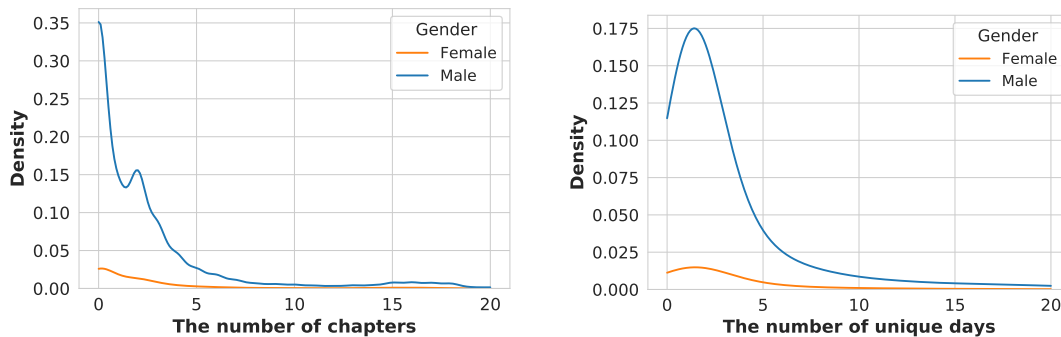 0.35
0.30
0.25
0.20
0.15
0.10
0.05
0.00
Density
0
5
10
15
20
The number of chapters
Gender
Female
Male
0.175
0.150
0.125
0.100
0.075
0.050
0.025
0.000
Density
0
5
10
15
20
The number of unique days
Gender
Female
Male